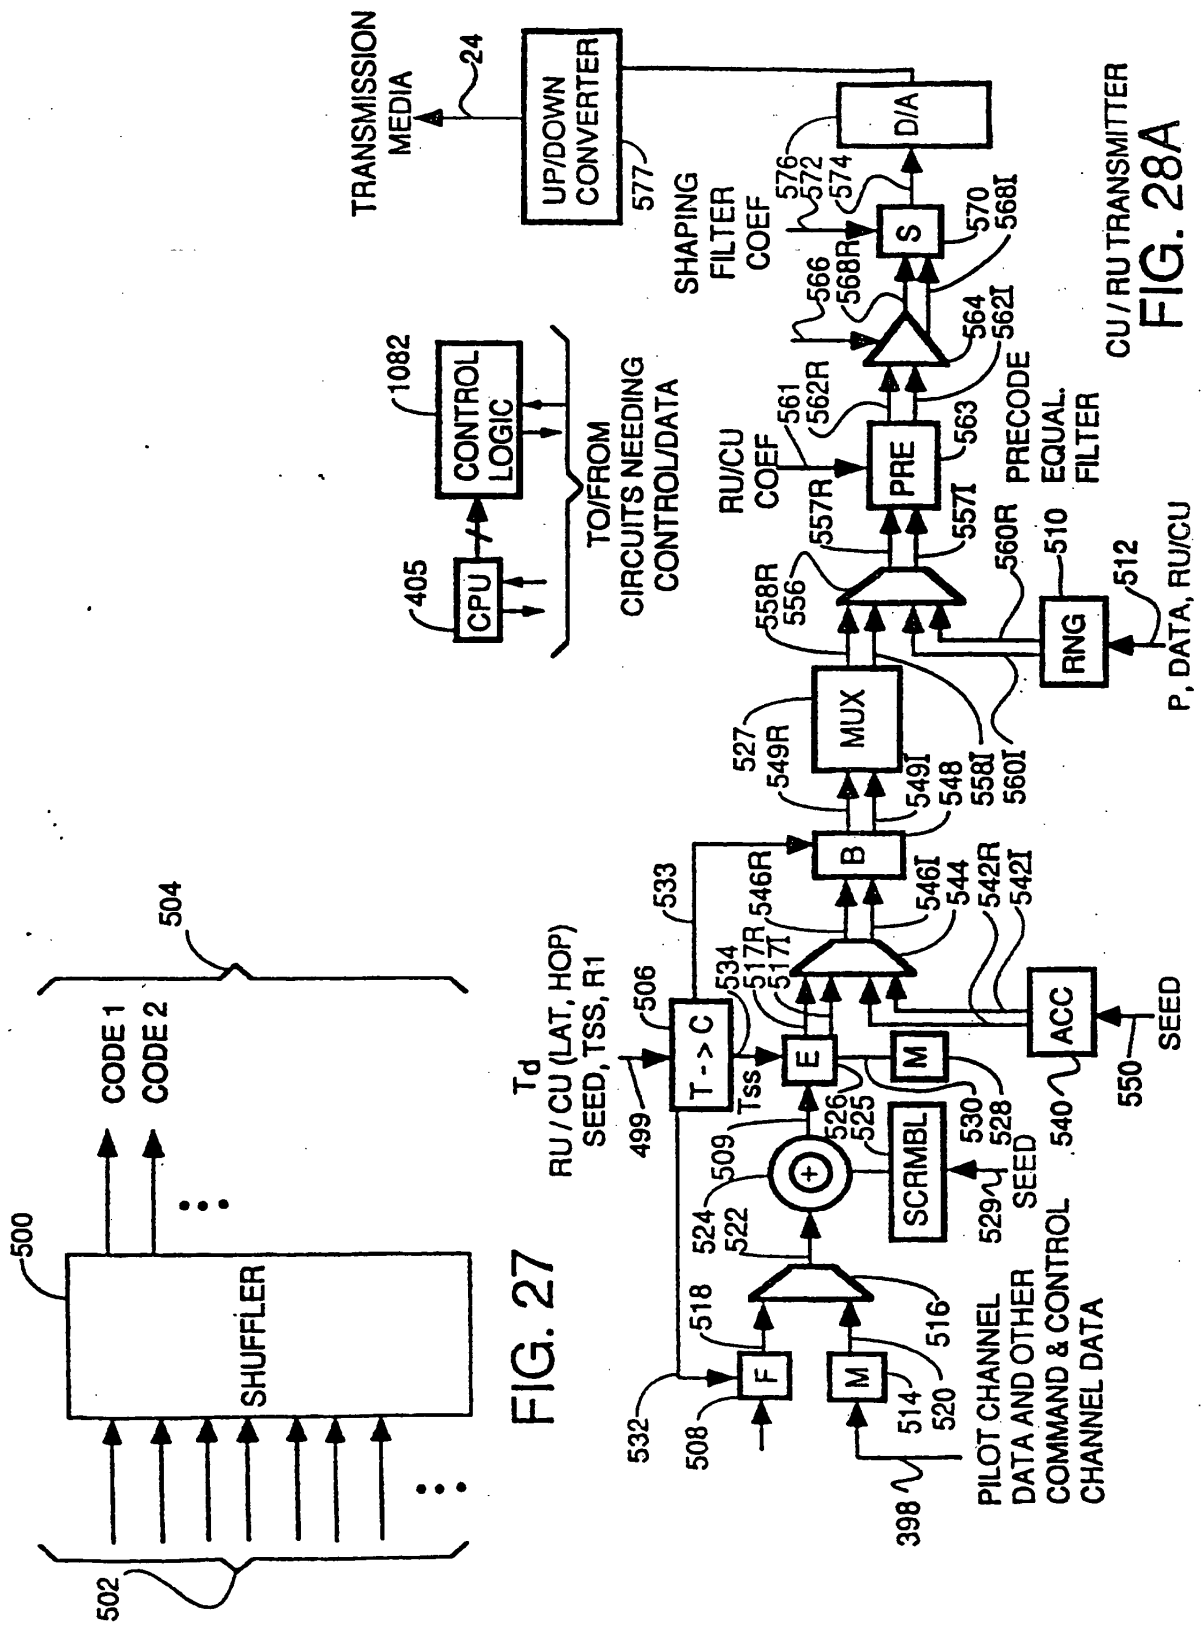 502
500
SHUFFLER
CODE 1
CODE 2
504
FIG. 27
405
CPU
1082
CONTROL
LOGIC
TO/FROM
CIRCUITS NEEDING
CONTROL/DATA
TRANSMISSION
MEDIA
24
UP/DOWN
CONVERTER
577
Td
RU / CU (LAT, HOP)
SEED, TSS, R1
499
506
T -> C
533
534
Tss
532
508
F
518
522
524
509
+
E
517R
517I
546R
B
549R
527
MUX
558R
556
557R
RU/CU
COEF
561
562R
PRE
566
568R
SHAPING
FILTER
COEF
S
576
572
574
D/A
398
M
514
520
516
SCRMBL
526
525
529
SEED
M
530
528
544
546I
542R
542I
ACC
540
550
SEED
549I
548
558I
560I
557I
560R
510
RNG
512
P, DATA, RU/CU
563
PRECODE
EQUAL.
FILTER
564
562I
570
568I
PILOT CHANNEL
DATA AND OTHER
COMMAND & CONTROL
CHANNEL DATA
CU / RU TRANSMITTER
FIG. 28A